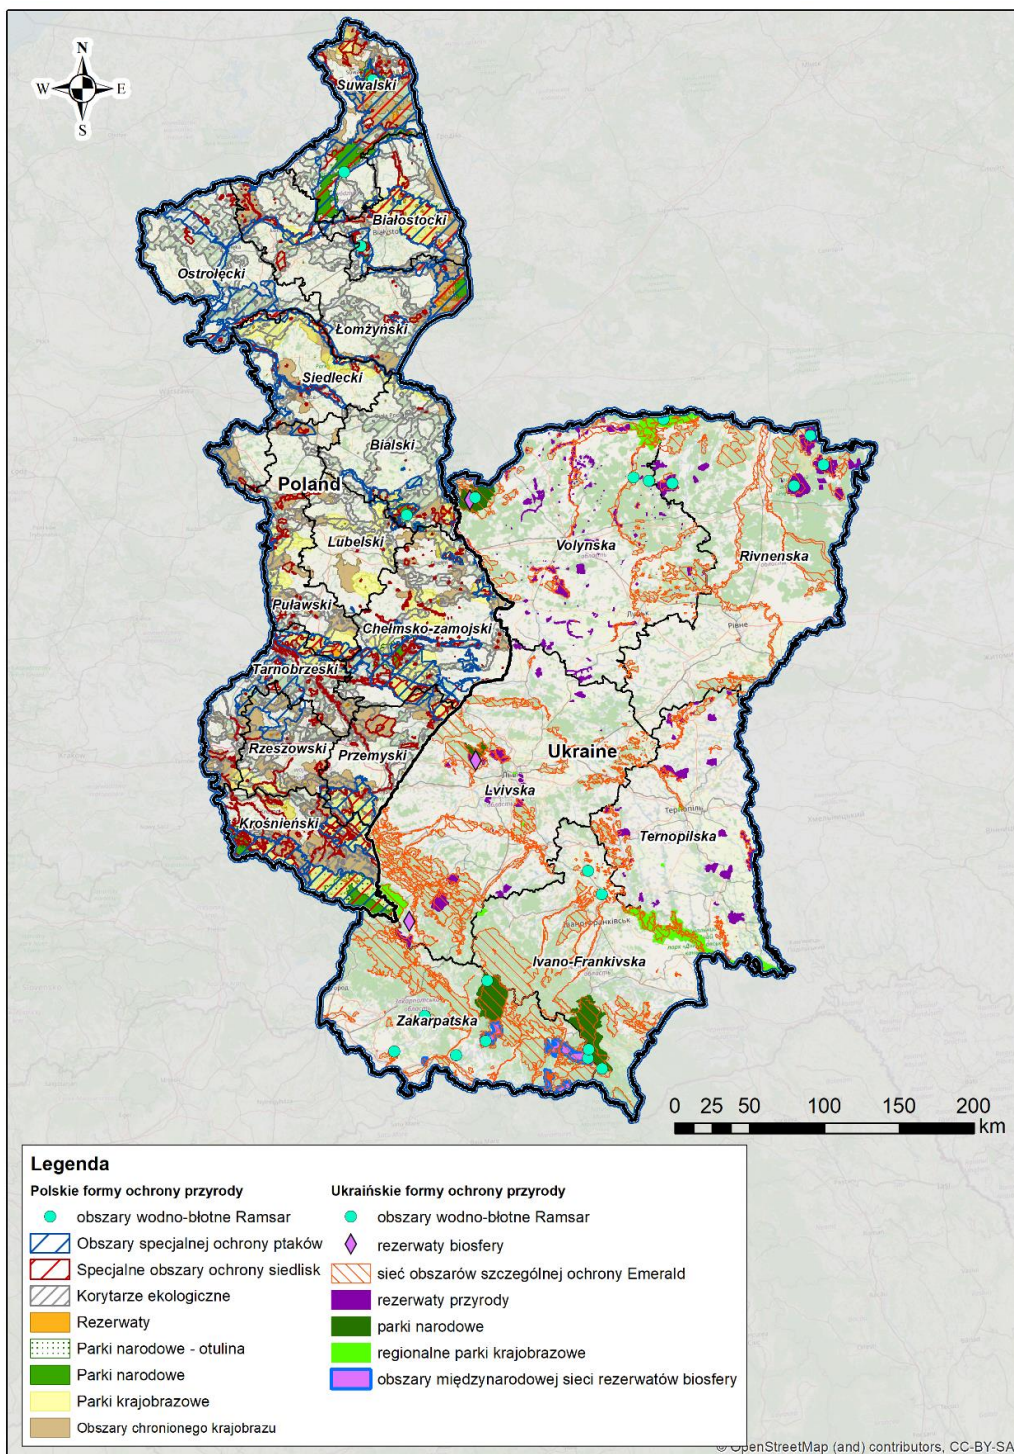 N
W E
S
Suwalski
Białostocki
Ostrołęcki
Łomżyński
Siedlecki
Bialski
Poland
Lubelski
Volyńska
Rivnenska
Puławski
Chełmsko-zamojski
Рівне
Tarnobrzeski
Rzeszowski
Przemyski
Ukraine
Lvivska
Krośnieński
Тернопіль
Ternopilska
Ivano-Frankivska
Zakarpatska
0 25 50 100 150 200
km
Legenda
Polskie formy ochrony przyrody
obszary wodno-błotne Ramsar
Obszary specjalnej ochrony ptaków
Specjalne obszary ochrony siedlisk
Korytarze ekologiczne
Rezerwaty
Parki narodowe - otulina
Parki narodowe
Parki krajobrazowe
Obszary chronionego krajobrazu
Ukraińskie formy ochrony przyrody
obszary wodno-błotne Ramsar
rezerwaty biosfery
sieć obszarów szczególnej ochrony Emerald
rezerwaty przyrody
parki narodowe
regionalne parki krajobrazowe
obszary międzynarodowej sieci rezerwatów biosfery
© OpenStreetMap (and) contributors, CC-BY-SA